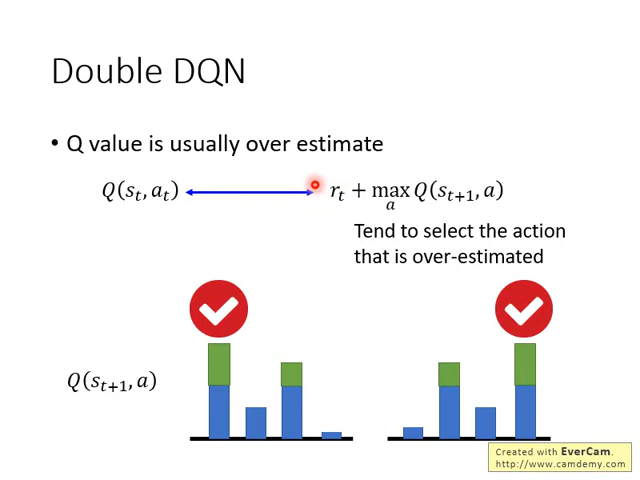 Double DQN
• Q value is usually over estimate
Q(s_t, a_t) r_t + max_a Q(s_{t+1}, a)
Tend to select the action
that is over-estimated
Q(s_{t+1}, a)
Created with EverCam.
http://www.camdemy.com